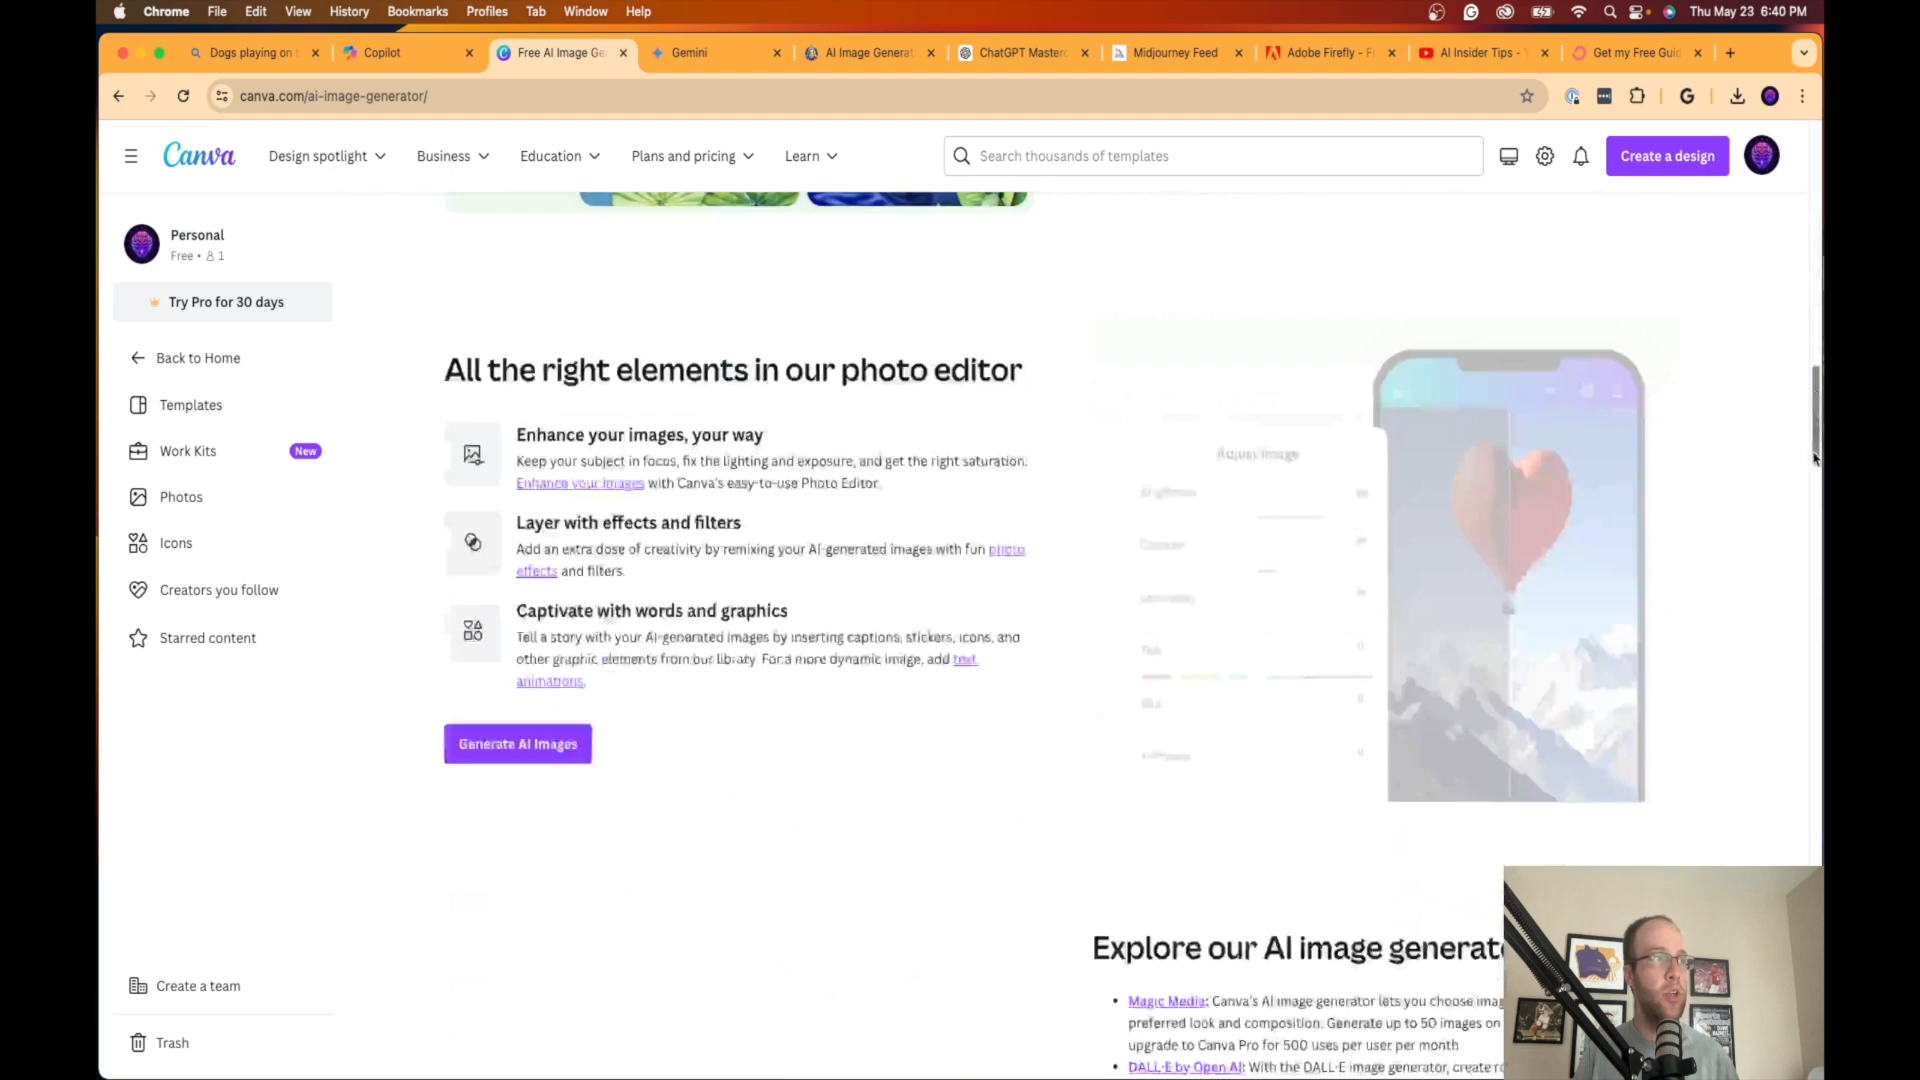 Chrome File Edit View History Bookmarks Profiles Tab Window Help
Thu May 23 6:40 PM
Dogs playing on
Copilot
Free AI Image Ge
Gemini
AI Image Generat
ChatGPT Masterc
Midjourney Feed
Adobe Firefly - F
AI Insider Tips - Y
Get my Free Guid
canva.com/ai-image-generator/
Canva
Design spotlight
Business
Education
Plans and pricing
Learn
Search thousands of templates
Create a design
Personal
Free • 1
Try Pro for 30 days
Back to Home
Templates
Work Kits
New
Photos
Icons
Creators you follow
Starred content
Create a team
Trash
All the right elements in our photo editor
Enhance your images, your way
Keep your subject in focus, fix the lighting and exposure, and get the right saturation.
Enhance your images with Canva's easy-to-use Photo Editor.
Layer with effects and filters
Add an extra dose of creativity by remixing your AI-generated images with fun photo
effects and filters.
Captivate with words and graphics
Tell a story with your AI-generated images by inserting captions, stickers, icons, and
other graphic elements from our library. For a more dynamic image, add text
animations.
Generate AI Images
Adjust image
Explore our AI image generat
Magic Media: Canva's AI image generator lets you choose imag
preferred look and composition. Generate up to 50 images on
upgrade to Canva Pro for 500 uses per user per month
DALL·E by Open AI: With the DALL·E image generator, create